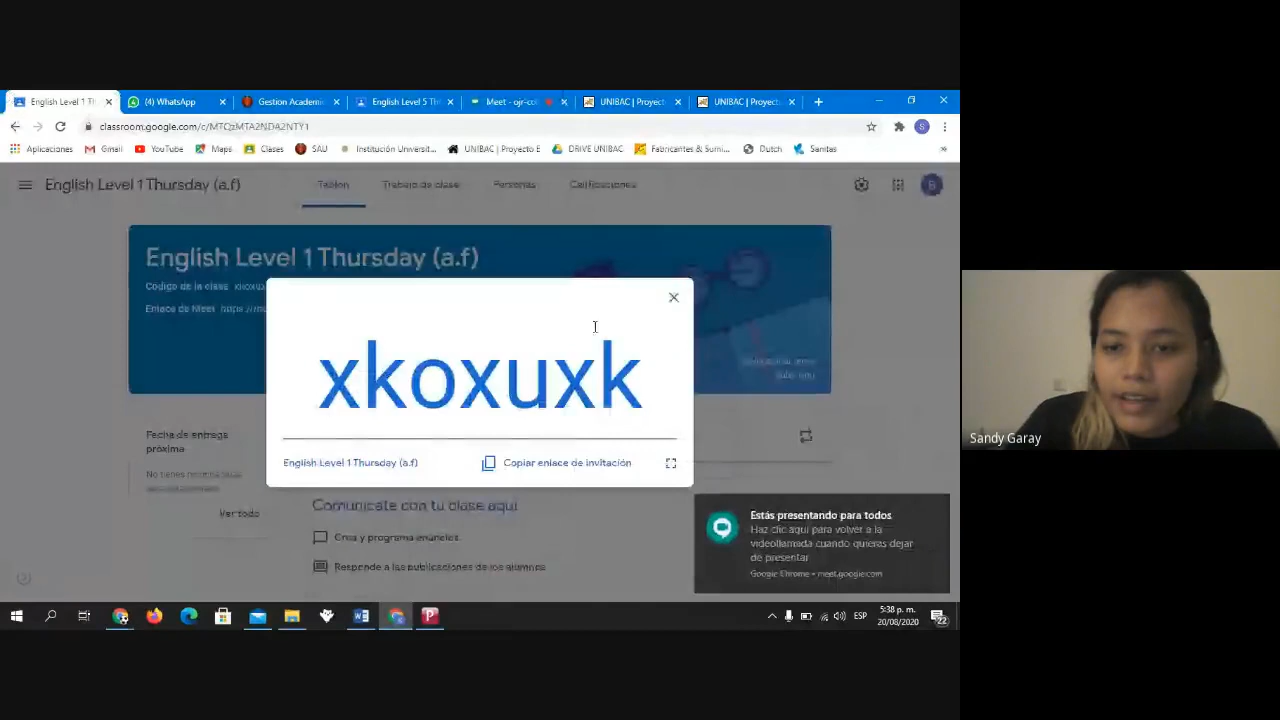 English Level 1 Th
(4) WhatsApp
Gestion Academi
English Level 5 Th
Meet - ojr-co
UNIBAC | Proyect
UNIBAC | Proyect
classroom.google.com/c/MTQzMTA2NDA2NTY1
Aplicaciones
Gmail
YouTube
Maps
Clases
SAU
Institución Universit...
UNIBAC | Proyecto E
DRIVE UNIBAC
Fabricantes & Sumi...
Dutch
Sanitas
English Level 1 Thursday (a.f)
Tablón
Trabajo de clase
Personas
Calificaciones
B
English Level 1 Thursday (a.f)
Código de la clase
Enlace de Meet
xkoxuxk
English Level 1 Thursday (a.f)
Copiar enlace de invitación
Fecha de entrega
próxima
Ver todo
Comunícate con tu clase aquí
Crea y programa anuncios
Responde a las publicaciones de los alumnos
Estás presentando para todos
Haz clic aquí para volver a la
videollamada cuando quieras dejar
de presentar
Google Chrome • meet.google.com
ESP
5:38 p. m.
20/08/2020
22
Sandy Garay